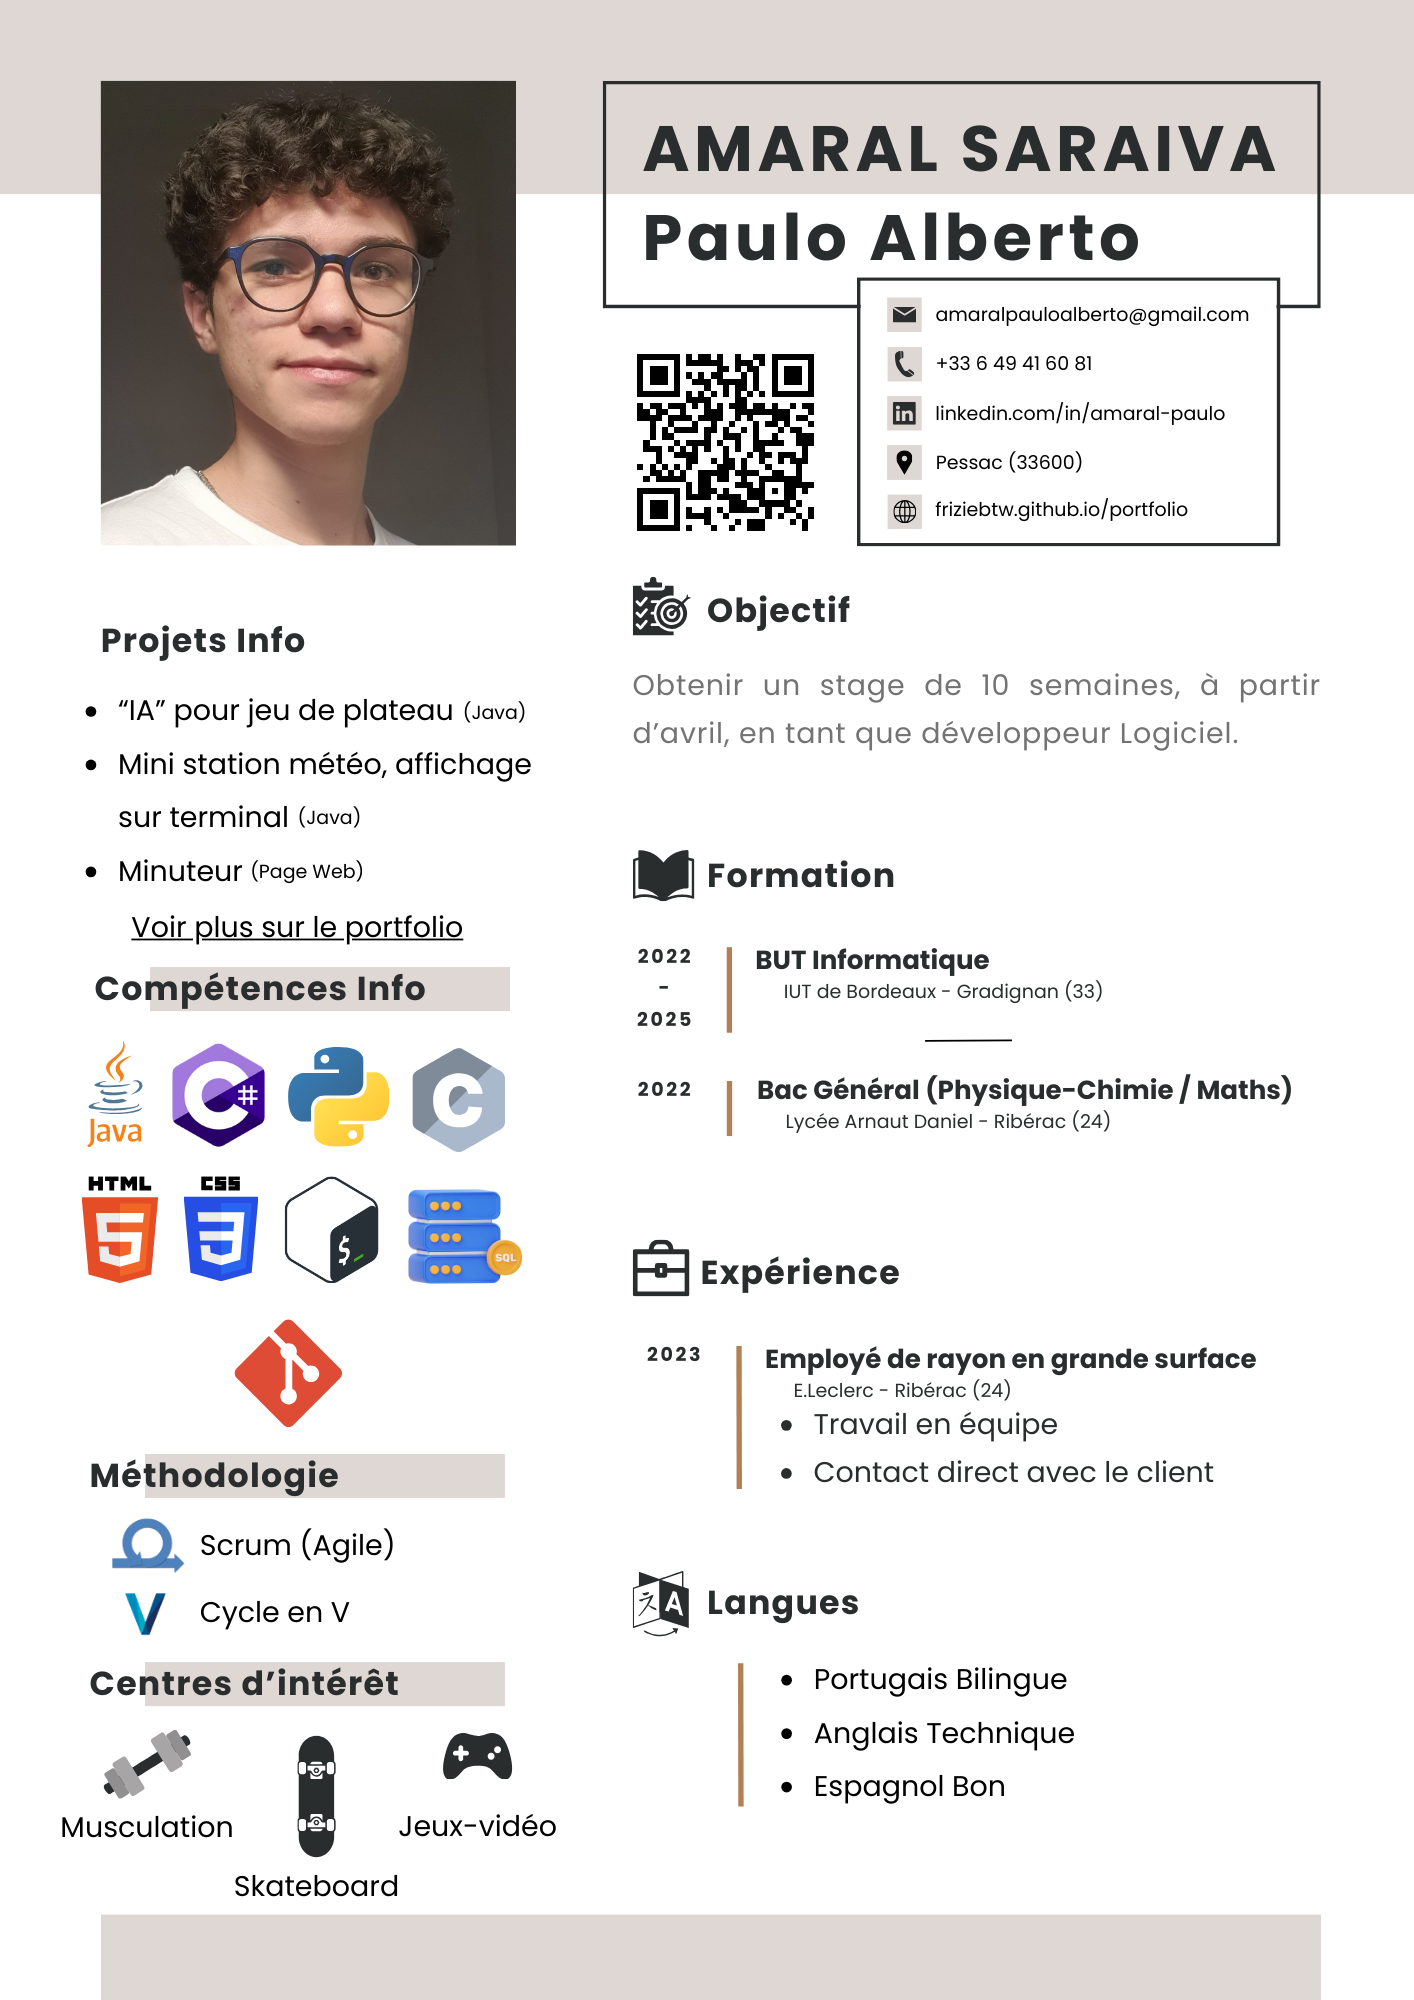 AMARAL SARAIVA
Paulo Alberto
amaralpauloalberto@gmail.com
+33 6 49 41 60 81
linkedin.com/in/amaral-paulo
Pessac (33600)
friziebtw.github.io/portfolio
Projets Info
“IA” pour jeu de plateau (Java)
Mini station météo, affichage
sur terminal (Java)
Minuteur (Page Web)
Voir plus sur le portfolio
Compétences Info
Java
C#
C
HTML
5
CSS
3
$_
SQL
Méthodologie
Scrum (Agile)
V
Cycle en V
Centres d’intérêt
Musculation
Skateboard
Jeux-vidéo
Objectif
Obtenir un stage de 10 semaines, à partir
d’avril, en tant que développeur Logiciel.
Formation
2022
-
2025
BUT Informatique
IUT de Bordeaux - Gradignan (33)
2022
Bac Général (Physique-Chimie / Maths)
Lycée Arnaut Daniel - Ribérac (24)
Expérience
2023
Employé de rayon en grande surface
E.Leclerc - Ribérac (24)
Travail en équipe
Contact direct avec le client
A
Langues
Portugais Bilingue
Anglais Technique
Espagnol Bon